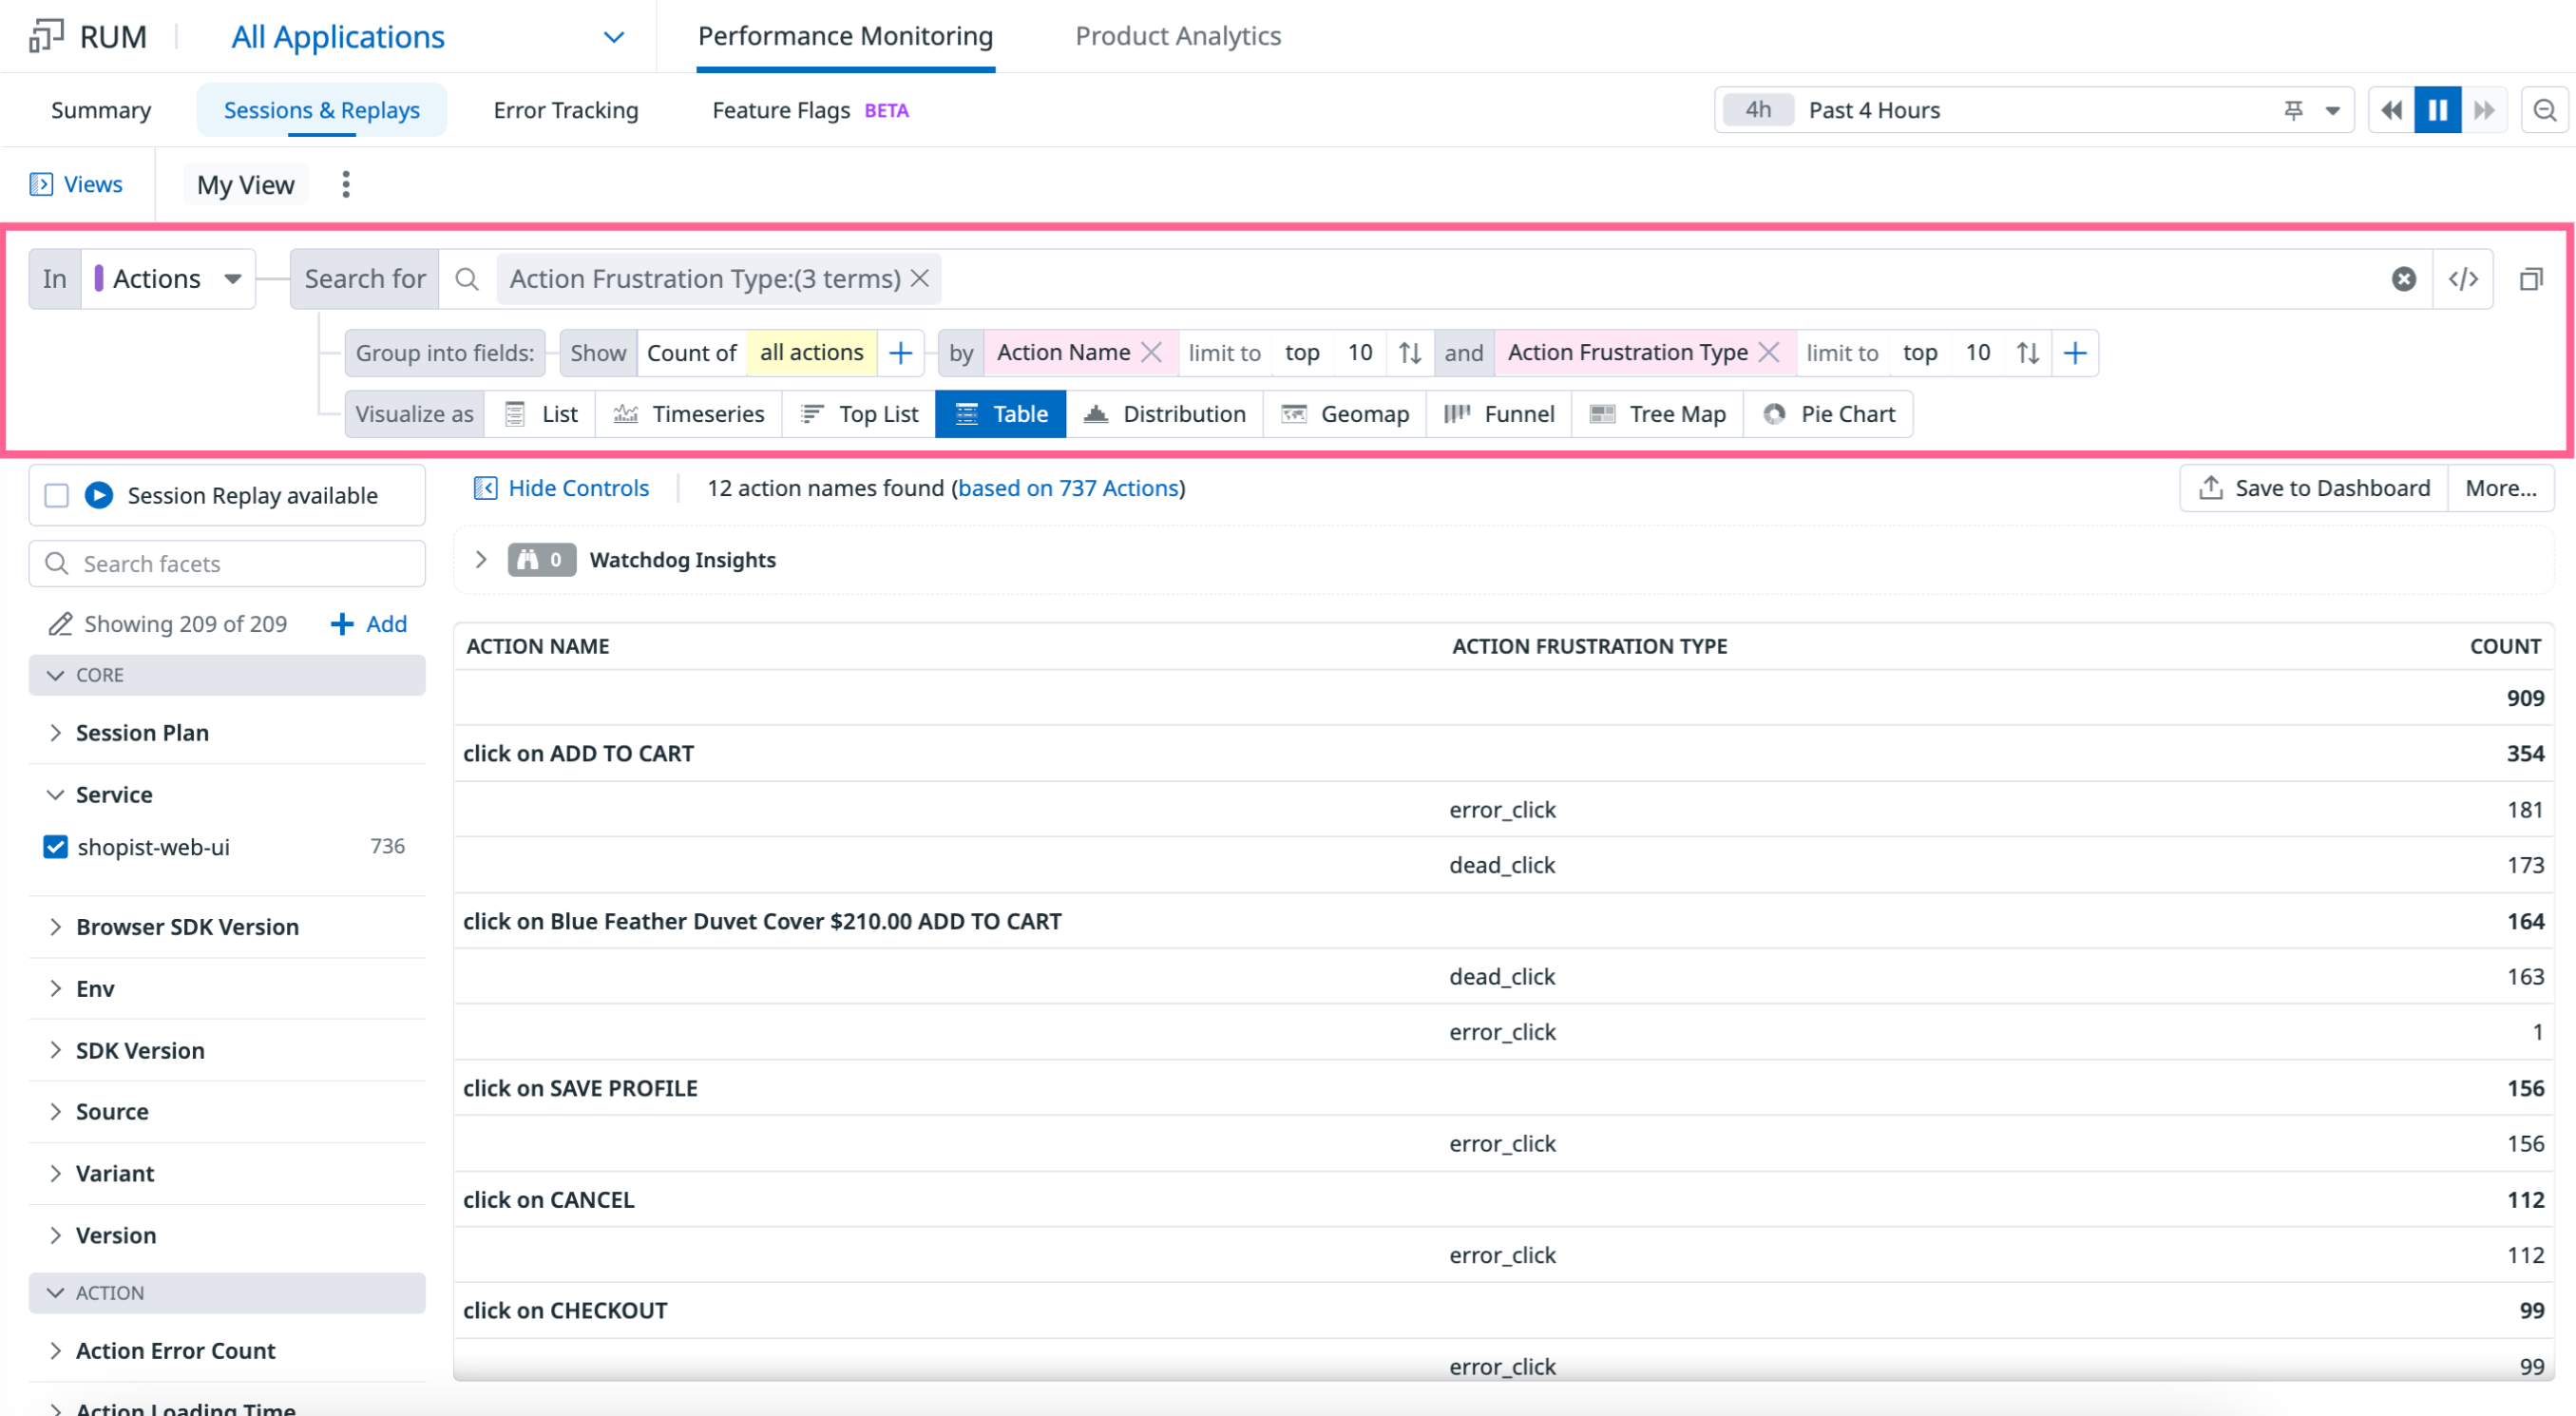 RUM All Applications Performance Monitoring Product Analytics
Summary Sessions & Replays Error Tracking Feature Flags BETA 4h Past 4 Hours
Views My View
In Actions Search for Action Frustration Type:(3 terms) </>
Group into fields: Show Count of all actions + by Action Name limit to top 10 and Action Frustration Type limit to top 10 +
Visualize as List Timeseries Top List Table Distribution Geomap Funnel Tree Map Pie Chart
Session Replay available
Hide Controls 12 action names found (based on 737 Actions) Save to Dashboard More...
Search facets
0 Watchdog Insights
Showing 209 of 209 + Add
CORE
Session Plan
Service
shopist-web-ui 736
Browser SDK Version
Env
SDK Version
Source
Variant
Version
ACTION
Action Error Count
Action Loading Time
ACTION NAME ACTION FRUSTRATION TYPE COUNT
909
click on ADD TO CART 354
error_click 181
dead_click 173
click on Blue Feather Duvet Cover $210.00 ADD TO CART 164
dead_click 163
error_click 1
click on SAVE PROFILE 156
error_click 156
click on CANCEL 112
error_click 112
click on CHECKOUT 99
error_click 99